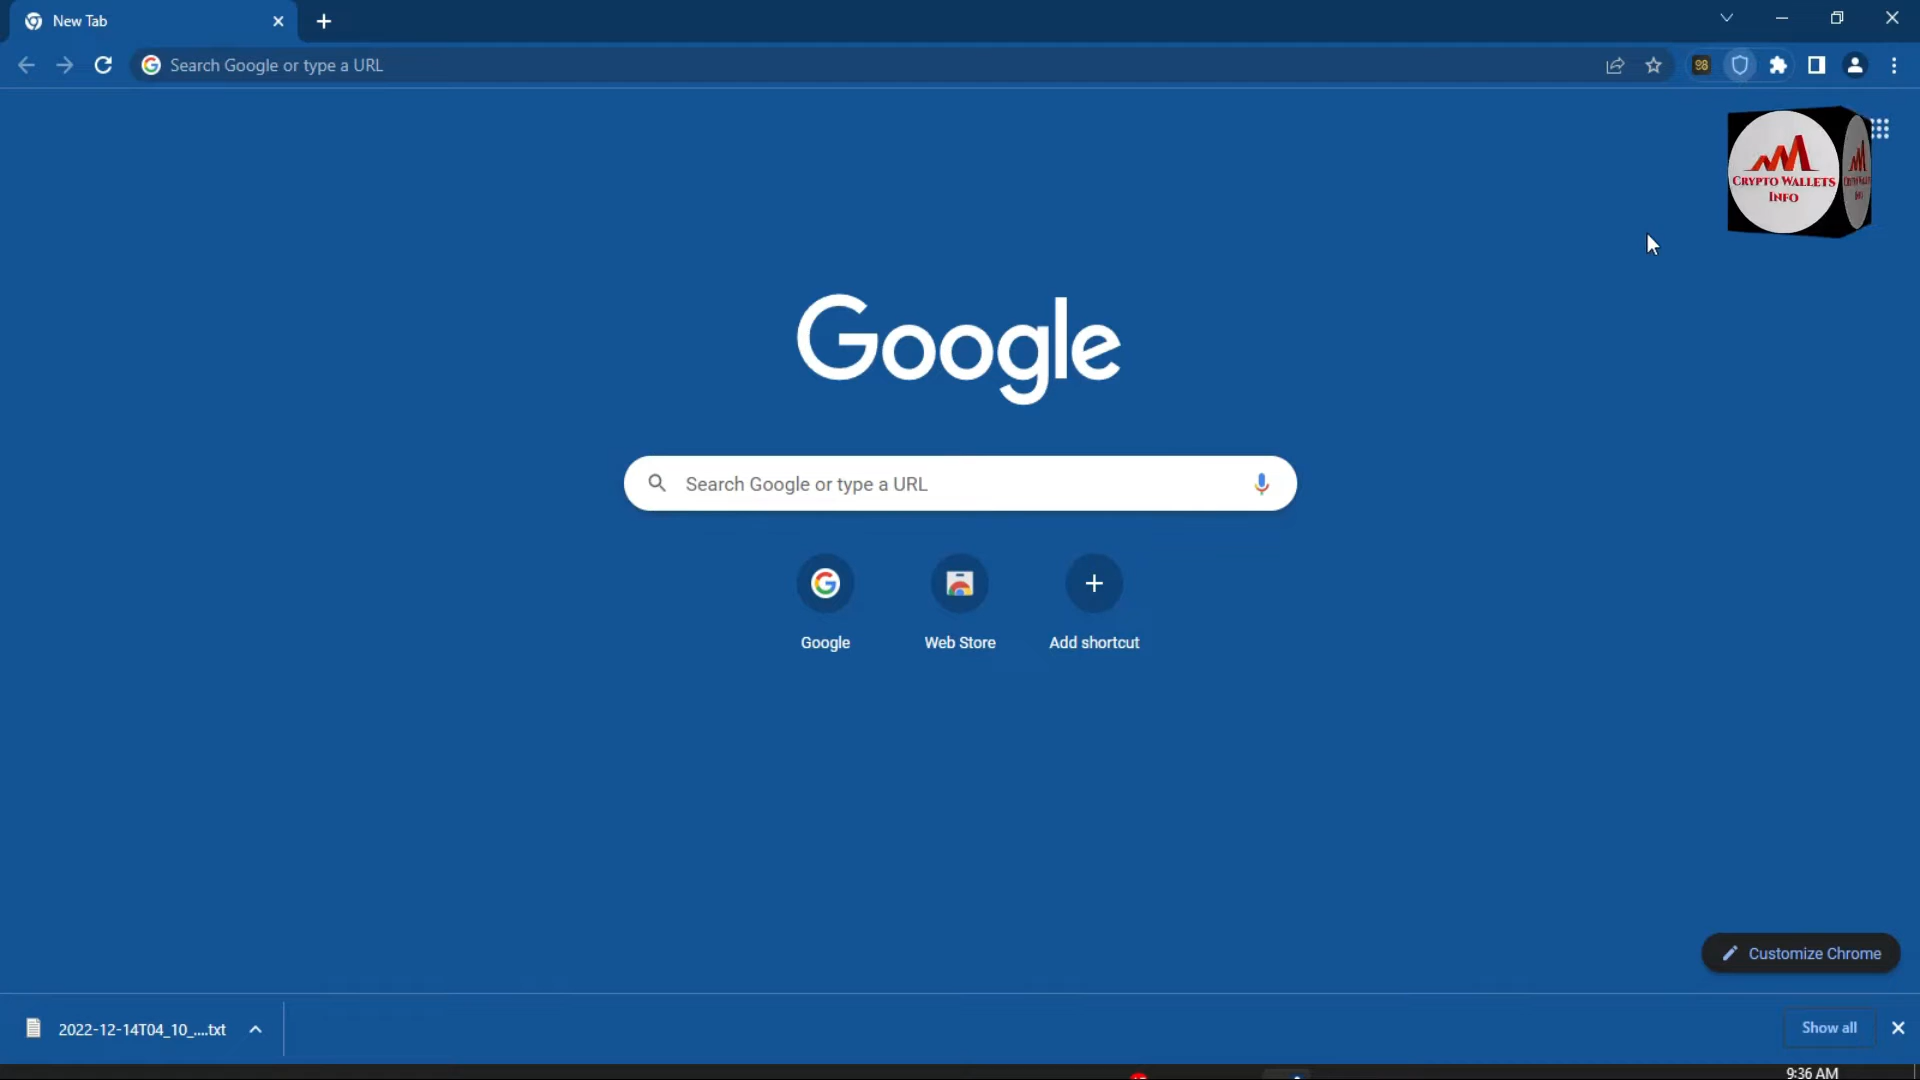 New Tab
Search Google or type a URL
98
CRYPTO WALLETS
INFO
Google
Search Google or type a URL
Google
Web Store
Add shortcut
Customize Chrome
2022-12-14T04_10_....txt
Show all
9:36 AM